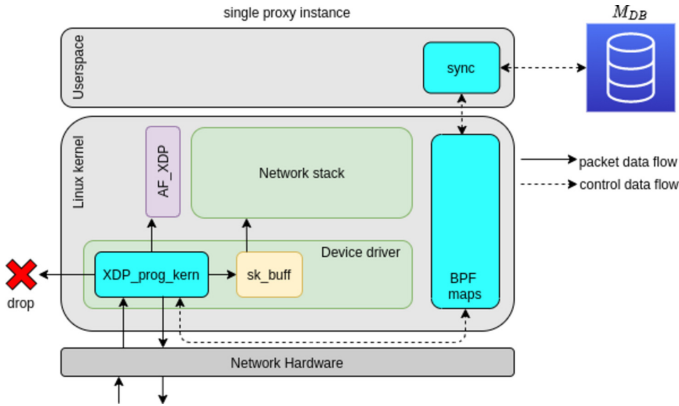 single proxy instance
M_DB
Userspace
sync
Linux kernel
AF_XDP
Network stack
packet data flow
control data flow
Device driver
XDP_prog_kern
sk_buff
BPF
maps
drop
Network Hardware